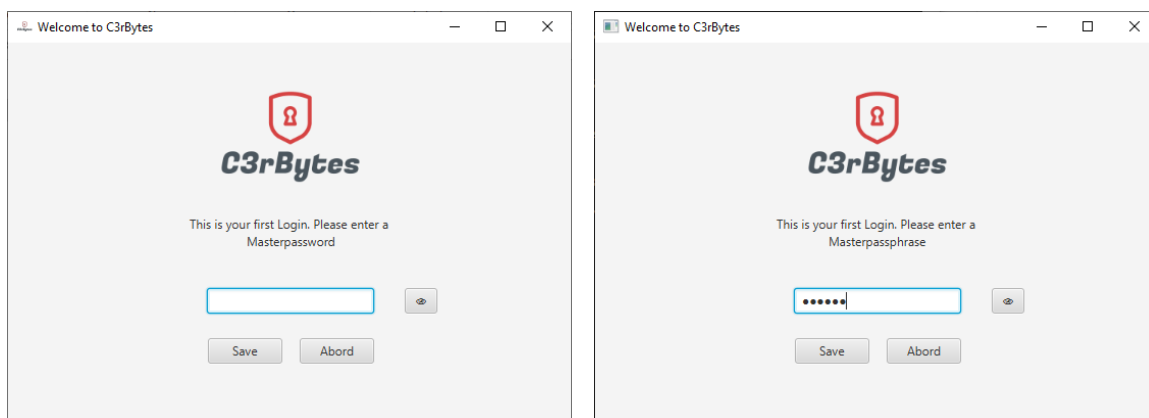 Welcome to C3rBytes
C3rBytes
This is your first Login. Please enter a
Masterpassword
Save
Abord
Welcome to C3rBytes
C3rBytes
This is your first Login. Please enter a
Masterpassphrase
••••••
Save
Abord